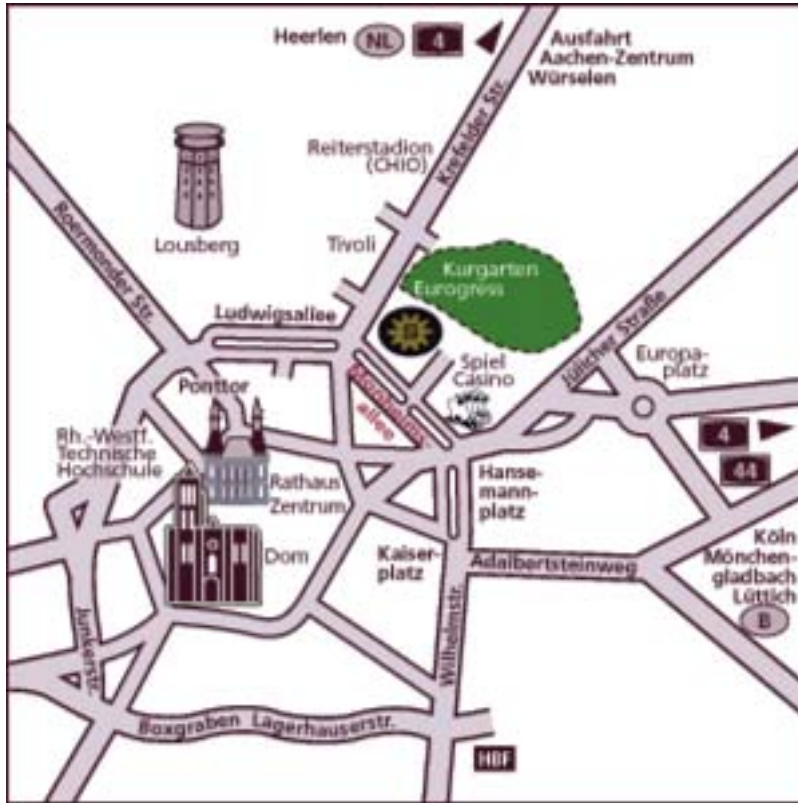 Heerlen NL 4
Ausfahrt
Aachen-Zentrum
Würselen
Krefelder Str.
Reiterstadion
(CHIO)
Lousberg
Tivoli
Roermonder Str.
Kurgarten
Eurogress
Ludwigsallee
Jülicher Straße
Europa-
platz
Spiel
Casino
Monheims-
allee
Ponttor
Rh.-Westf.
Technische
Hochschule
4
44
Rathaus
Zentrum
Hanse-
mann-
platz
Dom
Kaiser-
platz
Adalbertsteinweg
Köln
Mönchen-
gladbach
Lüttich
B
Junkerstr.
Wilhelmstr.
Boxgraben Lagerhauserstr.
HBF